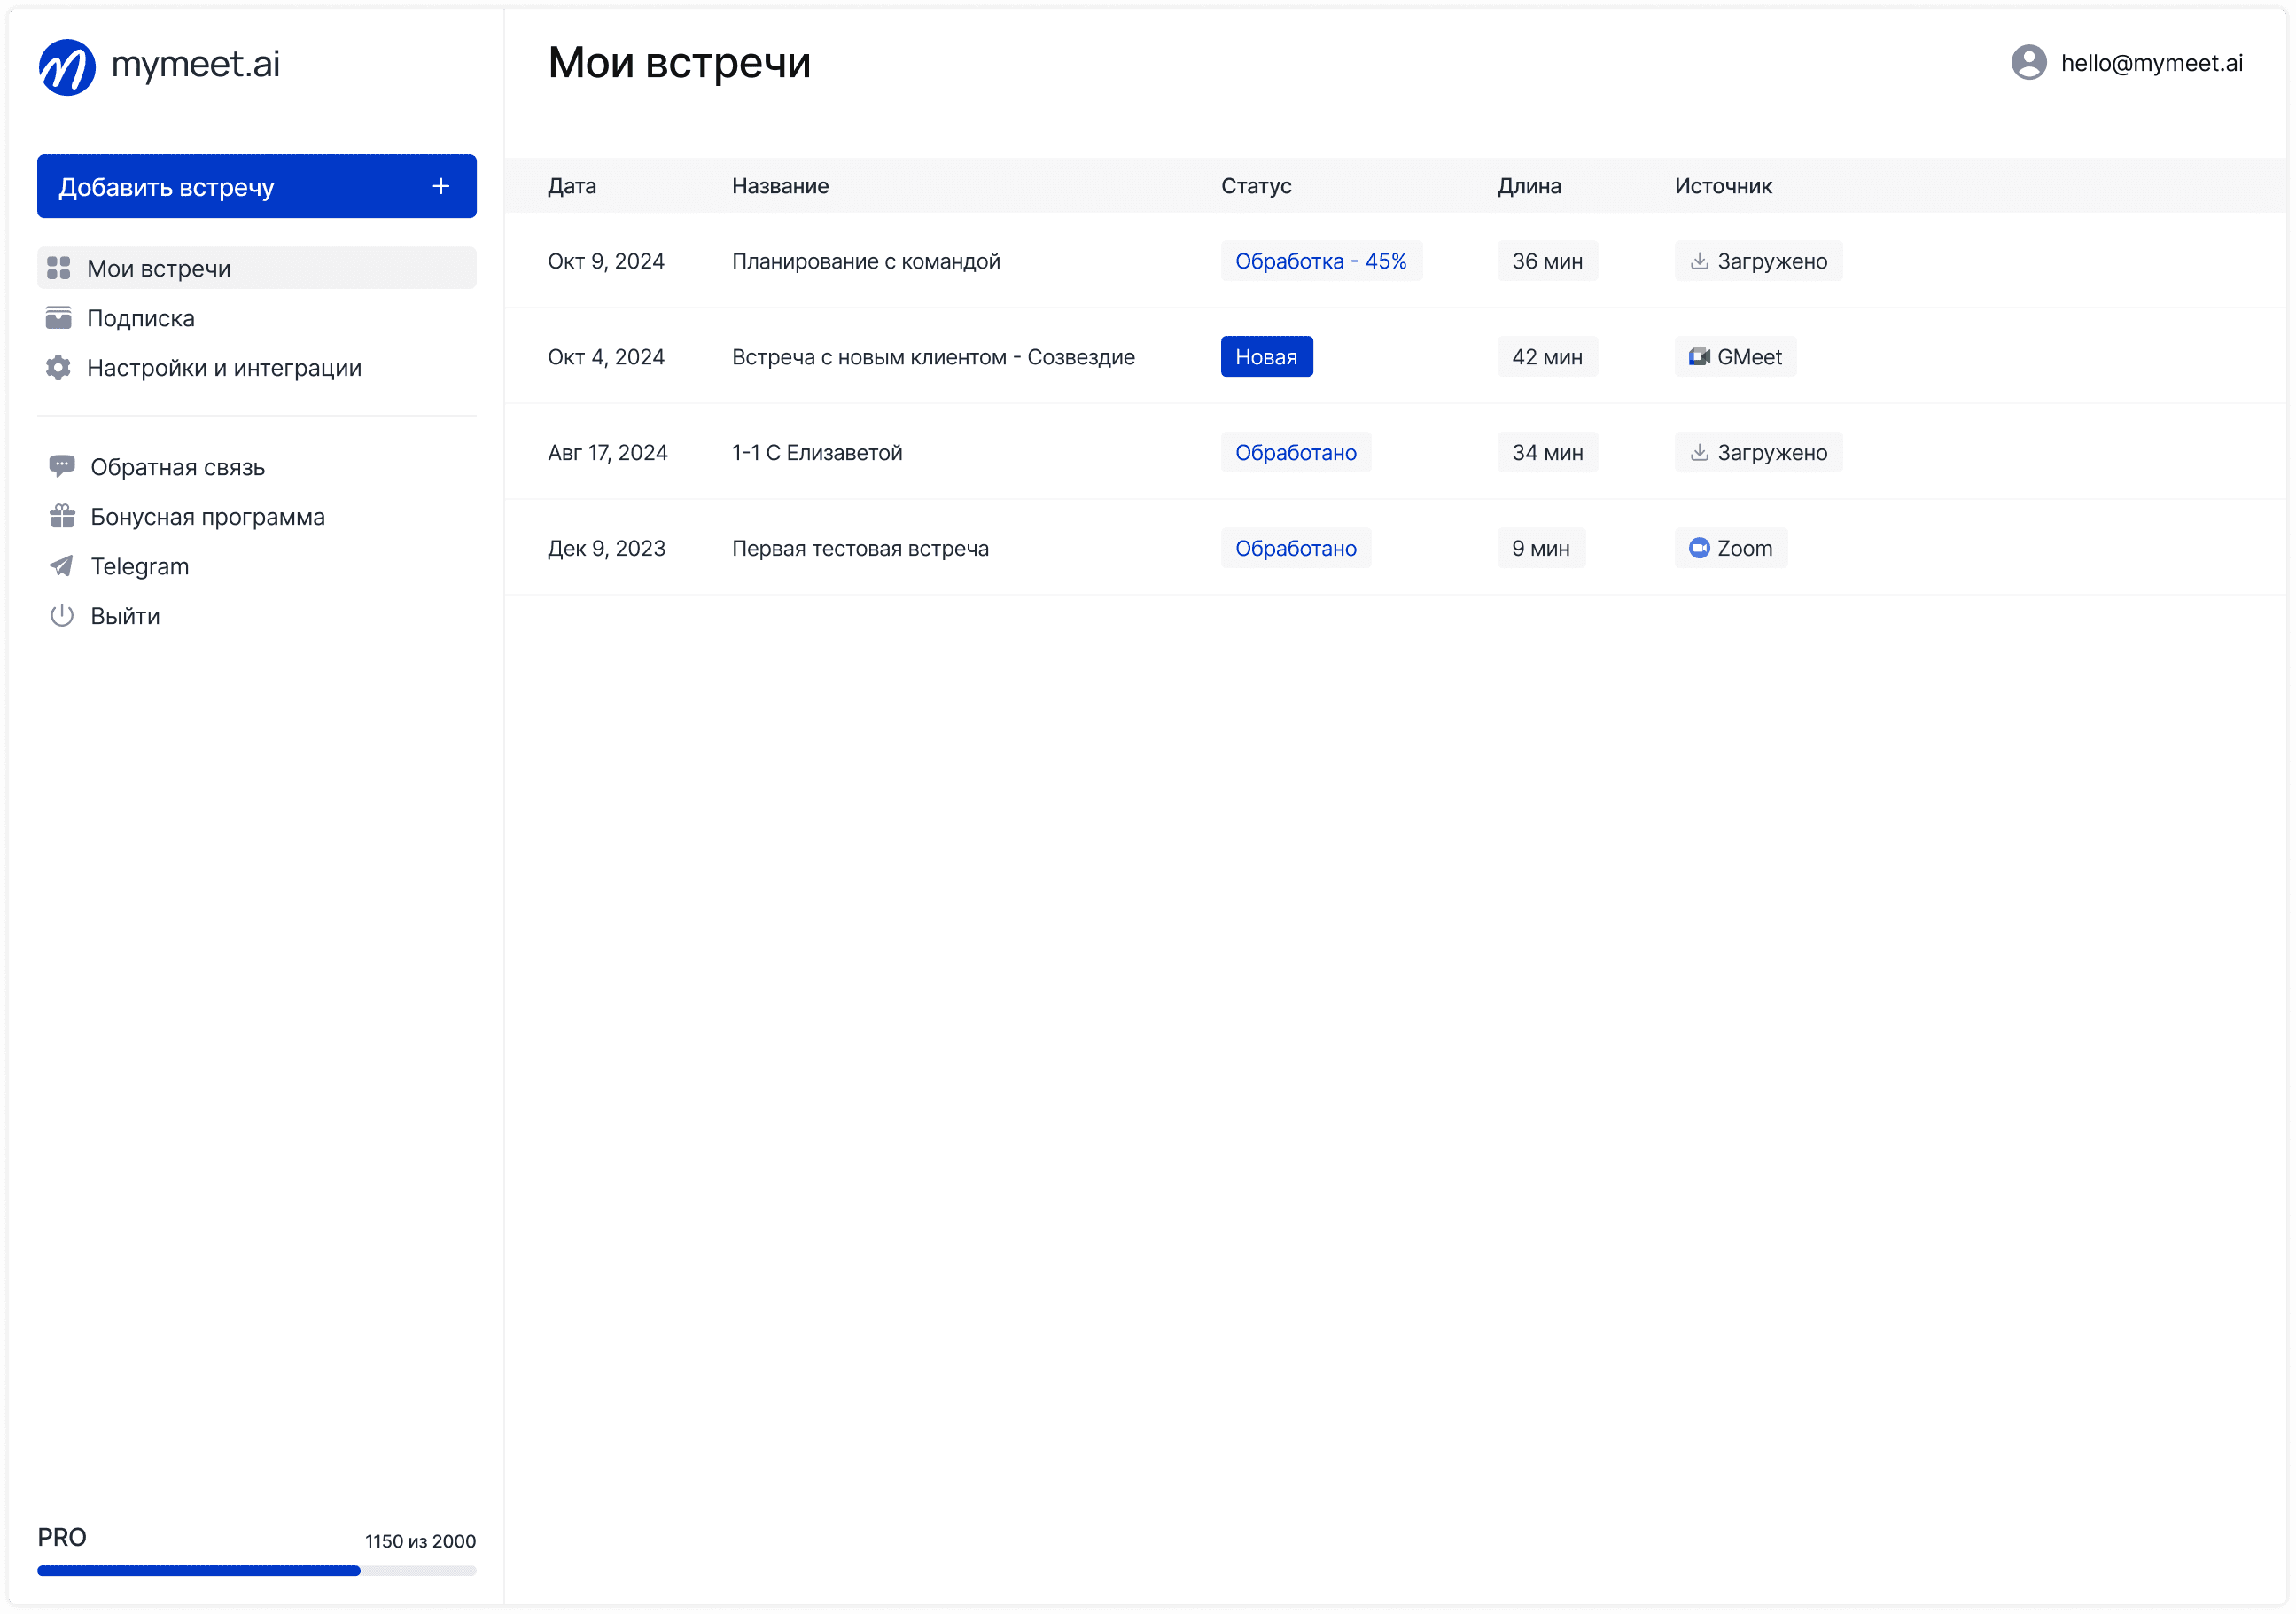 mymeet.ai
Мои встречи
hello@mymeet.ai
Добавить встречу +
Мои встречи
Подписка
Настройки и интеграции
Обратная связь
Бонусная программа
Telegram
Выйти
PRO 1150 из 2000
Дата Название Статус Длина Источник
Окт 9, 2024 Планирование с командой Обработка - 45% 36 мин Загружено
Окт 4, 2024 Встреча с новым клиентом - Созвездие Новая 42 мин GMeet
Авг 17, 2024 1-1 С Елизаветой Обработано 34 мин Загружено
Дек 9, 2023 Первая тестовая встреча Обработано 9 мин Zoom